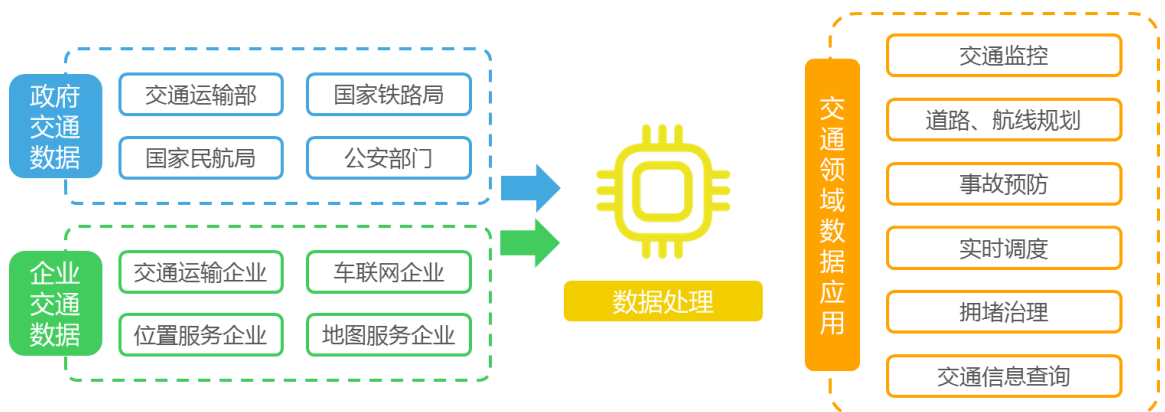 政府
交通
数据
交通运输部
国家铁路局
国家民航局
公安部门
企业
交通
数据
交通运输企业
车联网企业
位置服务企业
地图服务企业
数据处理
交通领域数据应用
交通监控
道路、航线规划
事故预防
实时调度
拥堵治理
交通信息查询